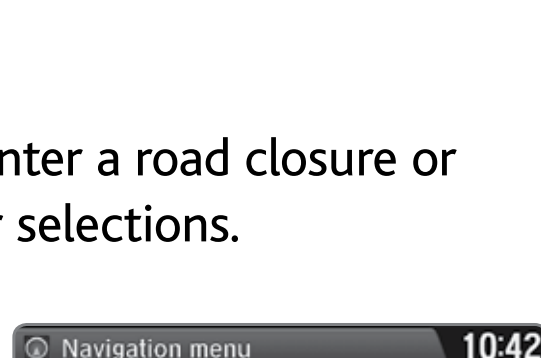 nter a road closure or
r selections.
Navigation menu 10:42